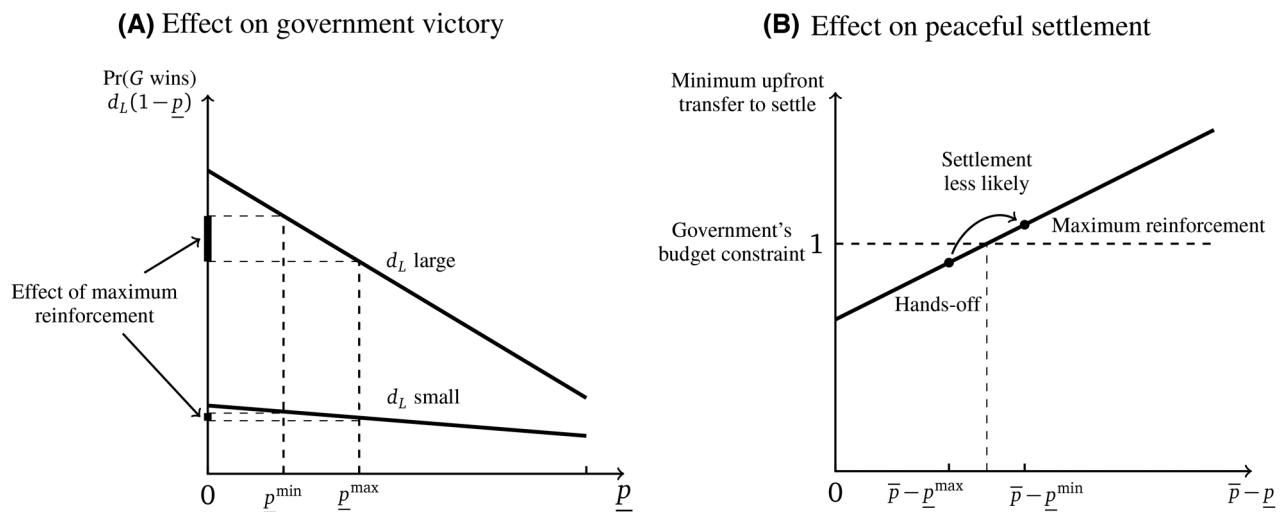 (A) Effect on government victory
Pr(G wins)
d_L(1−p̲)
d_L large
Effect of maximum
reinforcement
d_L small
0
p̲^min
p̲^max
p̲
(B) Effect on peaceful settlement
Minimum upfront
transfer to settle
Settlement
less likely
Government's
budget constraint
1
Maximum reinforcement
Hands-off
0
p̅−p̲^max
p̅−p̲^min
p̅−p̲